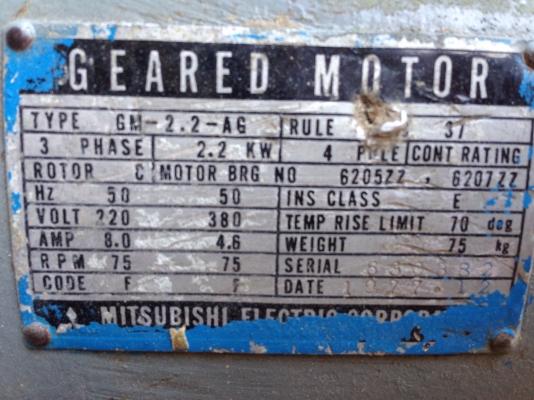 GEARED MOTOR
TYPE GM-2.2-AG RULE 37
3 PHASE 2.2 KW 4 POLE CONT RATING
ROTOR C MOTOR BRG NO 6205ZZ , 6207ZZ
HZ 50 50 INS CLASS E
VOLT 220 380 TEMP RISE LIMIT 70 deg
AMP 8.0 4.6 WEIGHT 75 kg
RPM 75 75 SERIAL
CODE F F DATE
MITSUBISHI ELECTRIC